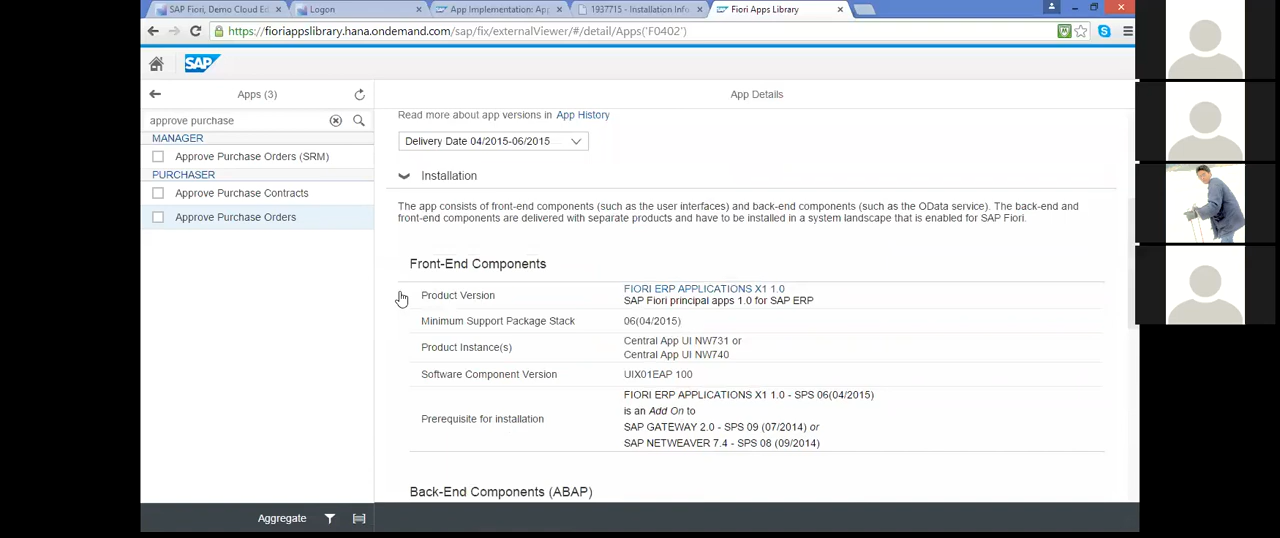 SAP Fiori, Demo Cloud Ed
Logon
App Implementation: Ap
1937715 - Installation Info
Fiori Apps Library
https://fioriappslibrary.hana.ondemand.com/sap/fix/externalViewer/#/detail/Apps('F0402')
SAP
Apps (3)
App Details
approve purchase
MANAGER
Approve Purchase Orders (SRM)
PURCHASER
Approve Purchase Contracts
Approve Purchase Orders
Read more about app versions in App History
Delivery Date 04/2015-06/2015
Installation
The app consists of front-end components (such as the user interfaces) and back-end components (such as the OData service). The back-end and
front-end components are delivered with separate products and have to be installed in a system landscape that is enabled for SAP Fiori.
Front-End Components
Product Version
FIORI ERP APPLICATIONS X1 1.0
SAP Fiori principal apps 1.0 for SAP ERP
Minimum Support Package Stack
06(04/2015)
Product Instance(s)
Central App UI NW731 or
Central App UI NW740
Software Component Version
UIX01EAP 100
Prerequisite for installation
FIORI ERP APPLICATIONS X1 1.0 - SPS 06(04/2015)
is an Add On to
SAP GATEWAY 2.0 - SPS 09 (07/2014) or
SAP NETWEAVER 7.4 - SPS 08 (09/2014)
Back-End Components (ABAP)
Aggregate